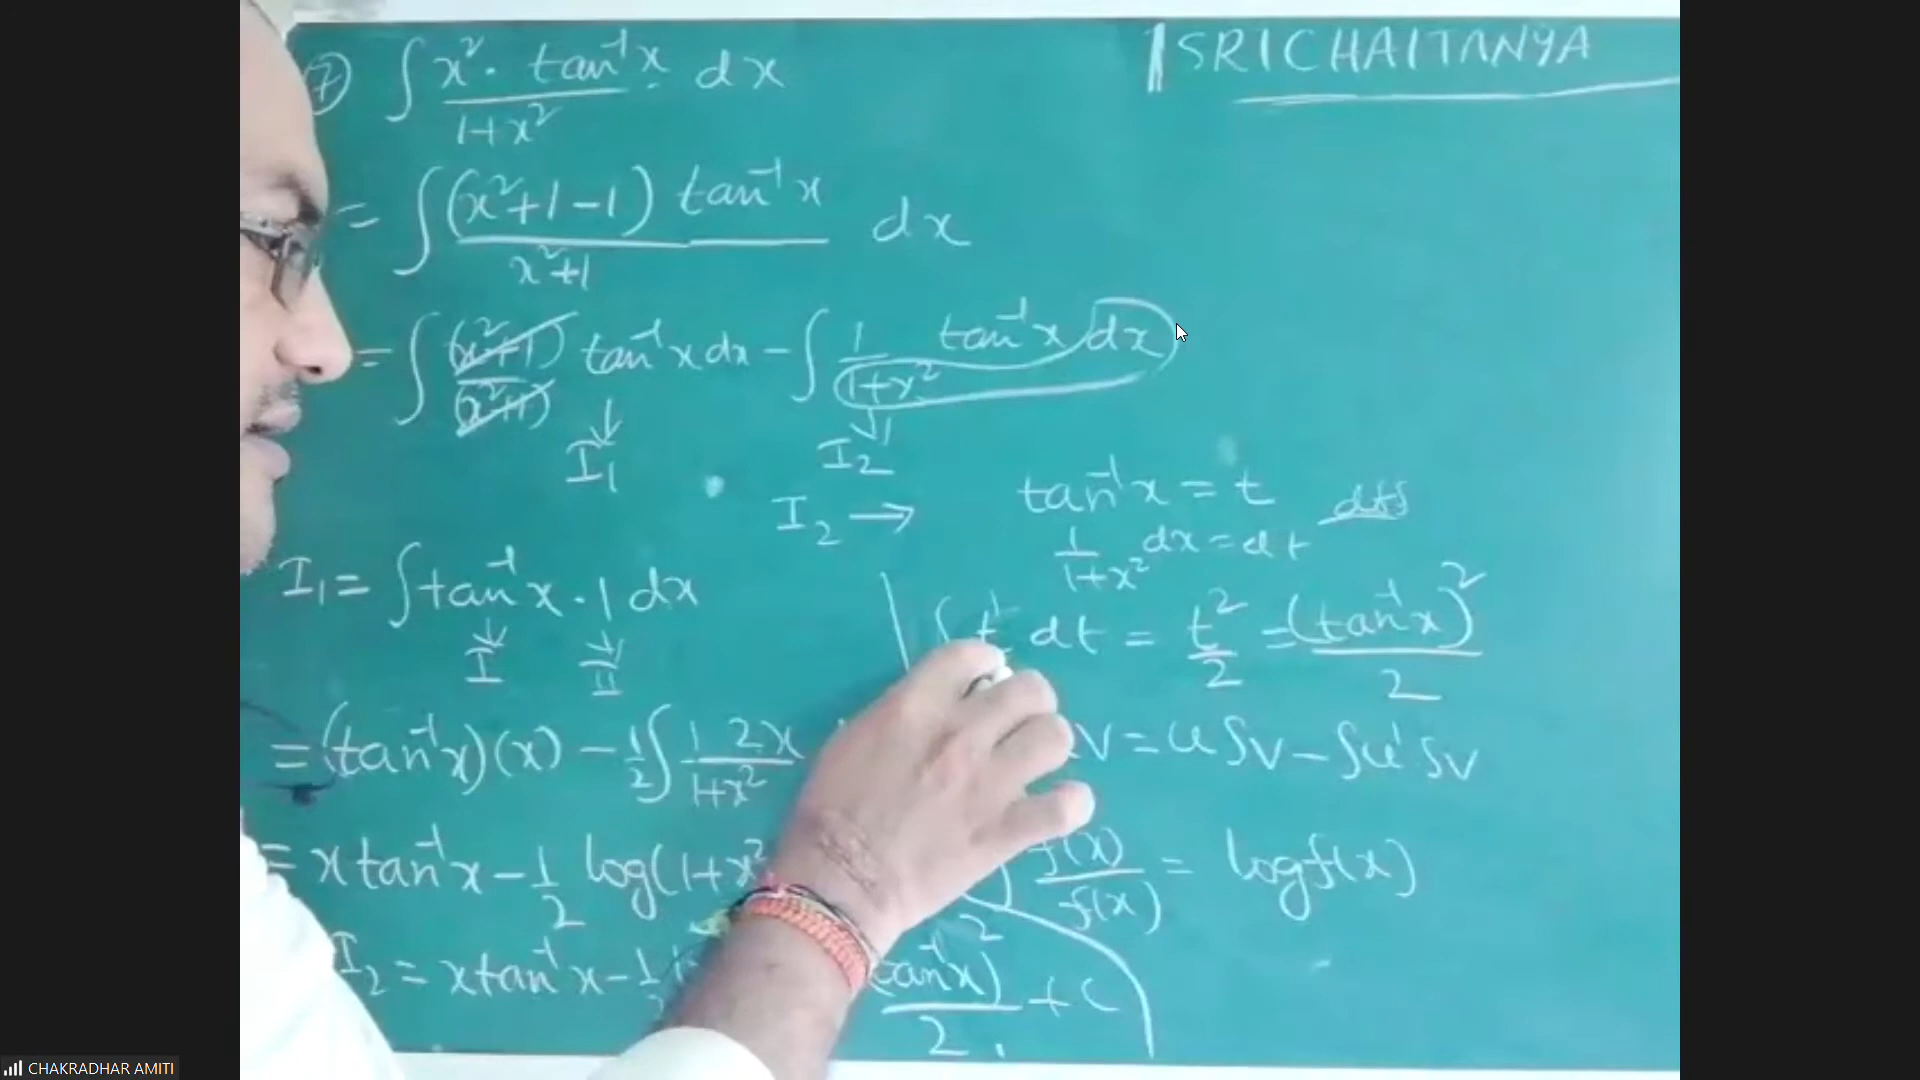 SRICHAITANYA
⑦ ∫ x². tan⁻¹x / 1+x² dx
= ∫ (x²+1-1) tan⁻¹x / x²+1 dx
= ∫ (x²+1) / (x²+1) tan⁻¹x dx - ∫ 1 / 1+x² tan⁻¹x dx
I₁ I₂
I₂ → tan⁻¹x = t
1 / 1+x² dx = dt
I₁ = ∫ tan⁻¹x . 1 dx
I II
∫ t¹ dt = t² / 2 = (tan⁻¹x)² / 2
= (tan⁻¹x)(x) - 1/2 ∫ 1 2x / 1+x²
v = u∫v - ∫u¹∫v
= x tan⁻¹x - 1/2 log(1+x²
f(x) / f(x) = log f(x)
I₂ = x tan⁻¹x - 1/2
(tan⁻¹x)² / 2 + c
CHAKRADHAR AMITI